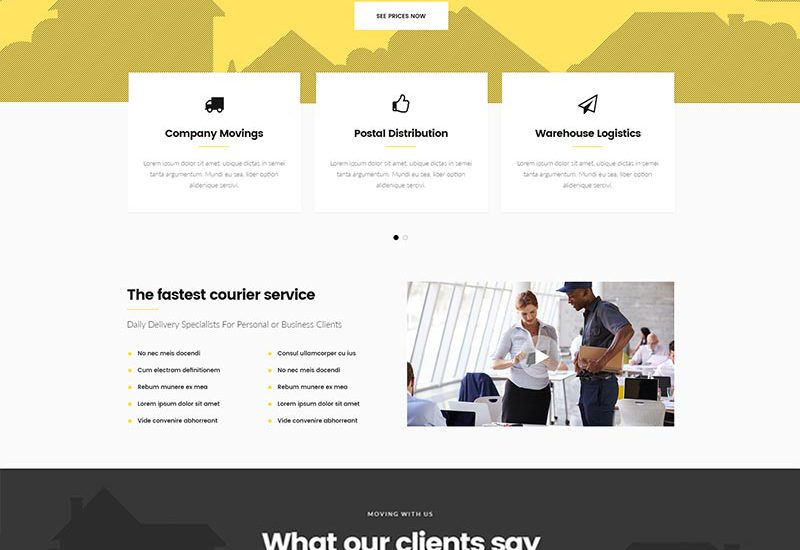 SEE PRICES NOW
Company Movings
Lorem ipsum dolor sit amet, ubique dictas in semei
tanta argumentum. Mundi eu sea, liber option
alidenique sercivi.
Postal Distribution
Lorem ipsum dolor sit amet, ubique dictas in semei
tanta argumentum. Mundi eu sea, liber option
alidenique sercivi.
Warehouse Logistics
Lorem ipsum dolor sit amet, ubique dictas in semei
tanta argumentum. Mundi eu sea, liber option
alidenique sercivi.
The fastest courier service
Daily Delivery Specialists For Personal or Business Clients
No nec meis docendi
Cum electram definitionem
Rebum munere ex mea
Lorem ipsum dolor sit amet
Vide convenire abhorreant
Consul ullamcorper cu ius
No nec meis docendi
Rebum munere ex mea
Lorem ipsum dolor sit amet
Vide convenire abhorreant
MOVING WITH US
What our clients say